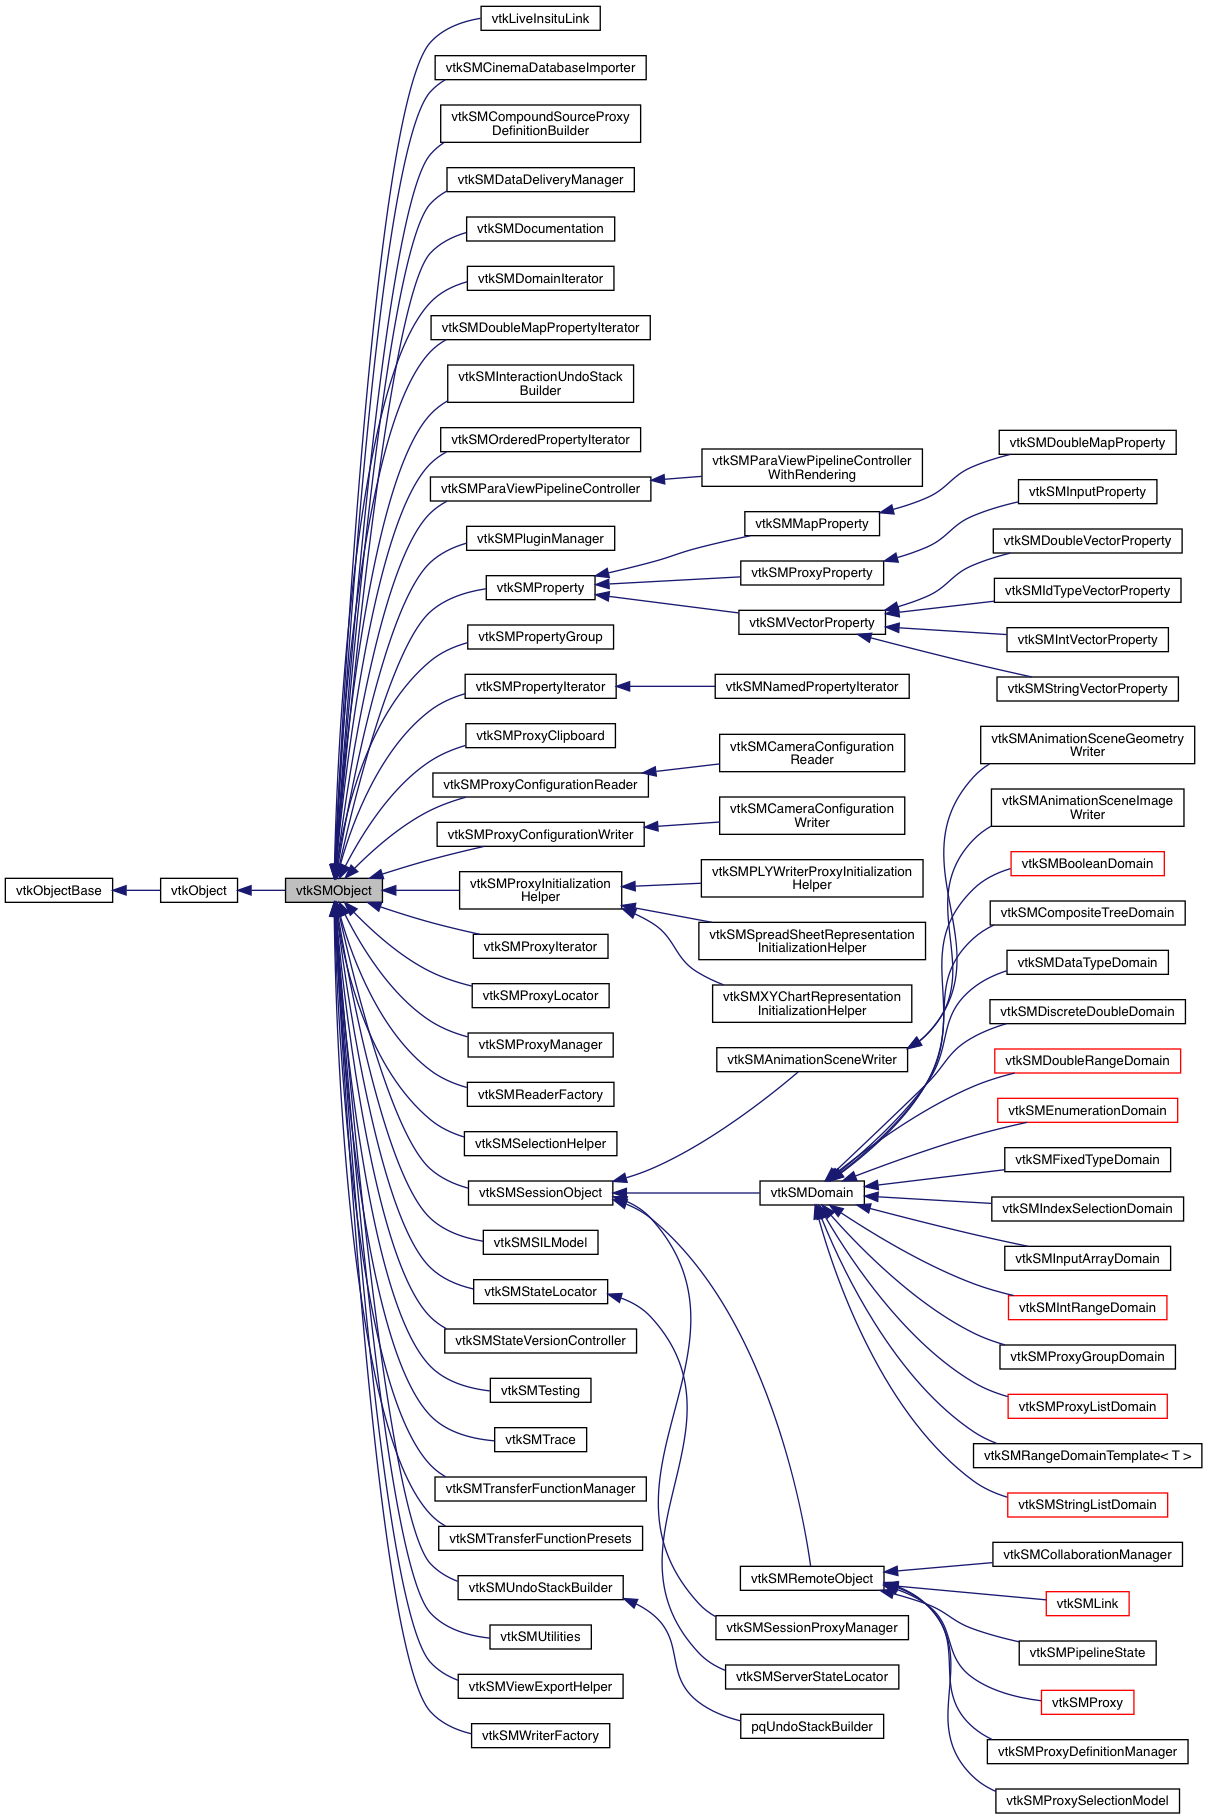 vtkObjectBase
vtkObject
vtkSMObject
vtkLiveInsituLink
vtkSMCinemaDatabaseImporter
vtkSMCompoundSourceProxy
DefinitionBuilder
vtkSMDataDeliveryManager
vtkSMDocumentation
vtkSMDomainIterator
vtkSMDoubleMapPropertyIterator
vtkSMInteractionUndoStack
Builder
vtkSMOrderedPropertyIterator
vtkSMParaViewPipelineController
vtkSMPluginManager
vtkSMProperty
vtkSMPropertyGroup
vtkSMPropertyIterator
vtkSMProxyClipboard
vtkSMProxyConfigurationReader
vtkSMProxyConfigurationWriter
vtkSMProxyInitialization
Helper
vtkSMProxyIterator
vtkSMProxyLocator
vtkSMProxyManager
vtkSMReaderFactory
vtkSMSelectionHelper
vtkSMSessionObject
vtkSMSILModel
vtkSMStateLocator
vtkSMStateVersionController
vtkSMTesting
vtkSMTrace
vtkSMTransferFunctionManager
vtkSMTransferFunctionPresets
vtkSMUndoStackBuilder
vtkSMUtilities
vtkSMViewExportHelper
vtkSMWriterFactory
vtkSMParaViewPipelineController
WithRendering
vtkSMMapProperty
vtkSMProxyProperty
vtkSMVectorProperty
vtkSMNamedPropertyIterator
vtkSMCameraConfiguration
Reader
vtkSMCameraConfiguration
Writer
vtkSMPLYWriterProxyInitialization
Helper
vtkSMSpreadSheetRepresentation
InitializationHelper
vtkSMXYChartRepresentation
InitializationHelper
vtkSMAnimationSceneWriter
vtkSMDomain
vtkSMRemoteObject
vtkSMSessionProxyManager
vtkSMServerStateLocator
pqUndoStackBuilder
vtkSMDoubleMapProperty
vtkSMInputProperty
vtkSMDoubleVectorProperty
vtkSMIdTypeVectorProperty
vtkSMIntVectorProperty
vtkSMStringVectorProperty
vtkSMAnimationSceneGeometry
Writer
vtkSMAnimationSceneImage
Writer
vtkSMBooleanDomain
vtkSMCompositeTreeDomain
vtkSMDataTypeDomain
vtkSMDiscreteDoubleDomain
vtkSMDoubleRangeDomain
vtkSMEnumerationDomain
vtkSMFixedTypeDomain
vtkSMIndexSelectionDomain
vtkSMInputArrayDomain
vtkSMIntRangeDomain
vtkSMProxyGroupDomain
vtkSMProxyListDomain
vtkSMRangeDomainTemplate< T >
vtkSMStringListDomain
vtkSMCollaborationManager
vtkSMLink
vtkSMPipelineState
vtkSMProxy
vtkSMProxyDefinitionManager
vtkSMProxySelectionModel